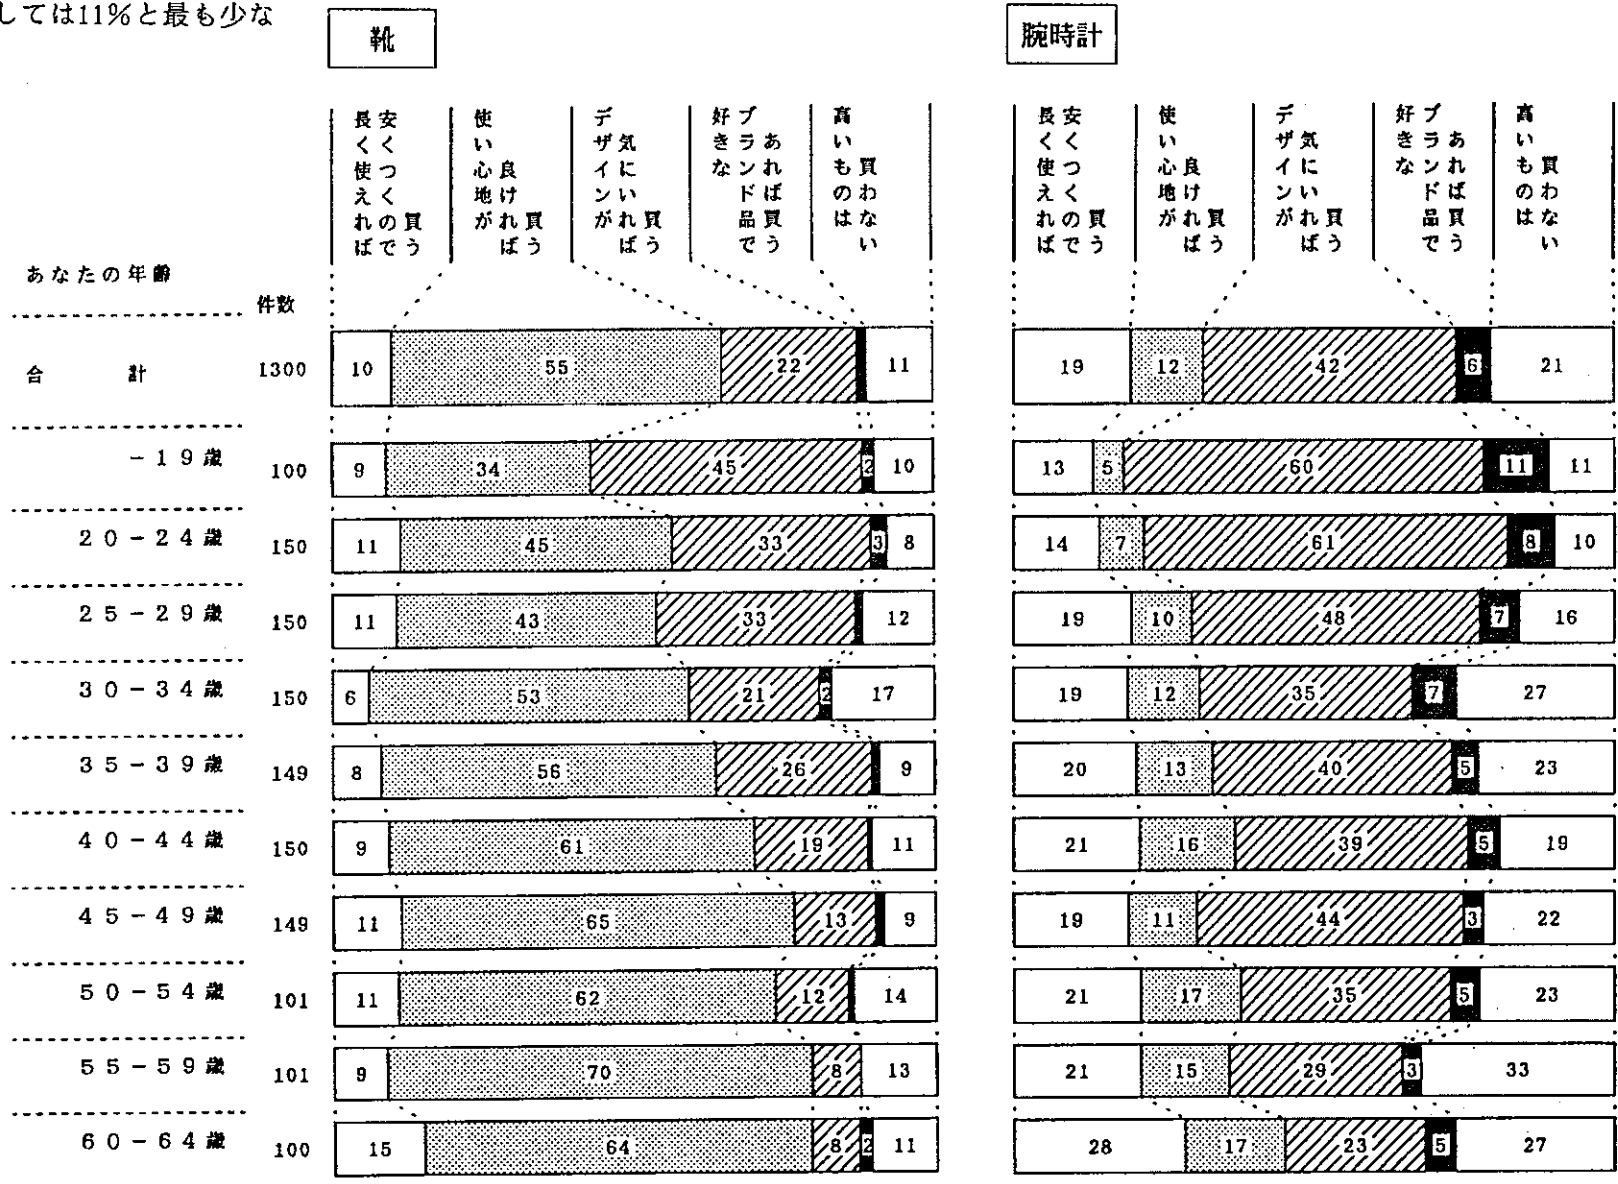 しては11%と最も少な
靴
腕時計
長く使えれば
安くつくので
買う
使い心地が
良ければ
買う
デザインが
気にいれば
買う
好きな
ブランド品で
あれば買う
高いものは
買わない
長く使えれば
安くつくので
買う
使い心地が
良ければ
買う
デザインが
気にいれば
買う
好きな
ブランド品で
あれば買う
高いものは
買わない
あなたの年齢
件数
合 計 1300 10 55 22 11 19 12 42 6 21
-19歳 100 9 34 45 2 10 13 5 60 11 11
20-24歳 150 11 45 33 3 8 14 7 61 8 10
25-29歳 150 11 43 33 12 19 10 48 7 16
30-34歳 150 6 53 21 2 17 19 12 35 7 27
35-39歳 149 8 56 26 9 20 13 40 5 23
40-44歳 150 9 61 19 11 21 16 39 5 19
45-49歳 149 11 65 13 9 19 11 44 3 22
50-54歳 101 11 62 12 14 21 17 35 5 23
55-59歳 101 9 70 8 13 21 15 29 3 33
60-64歳 100 15 64 8 2 11 28 17 23 5 27